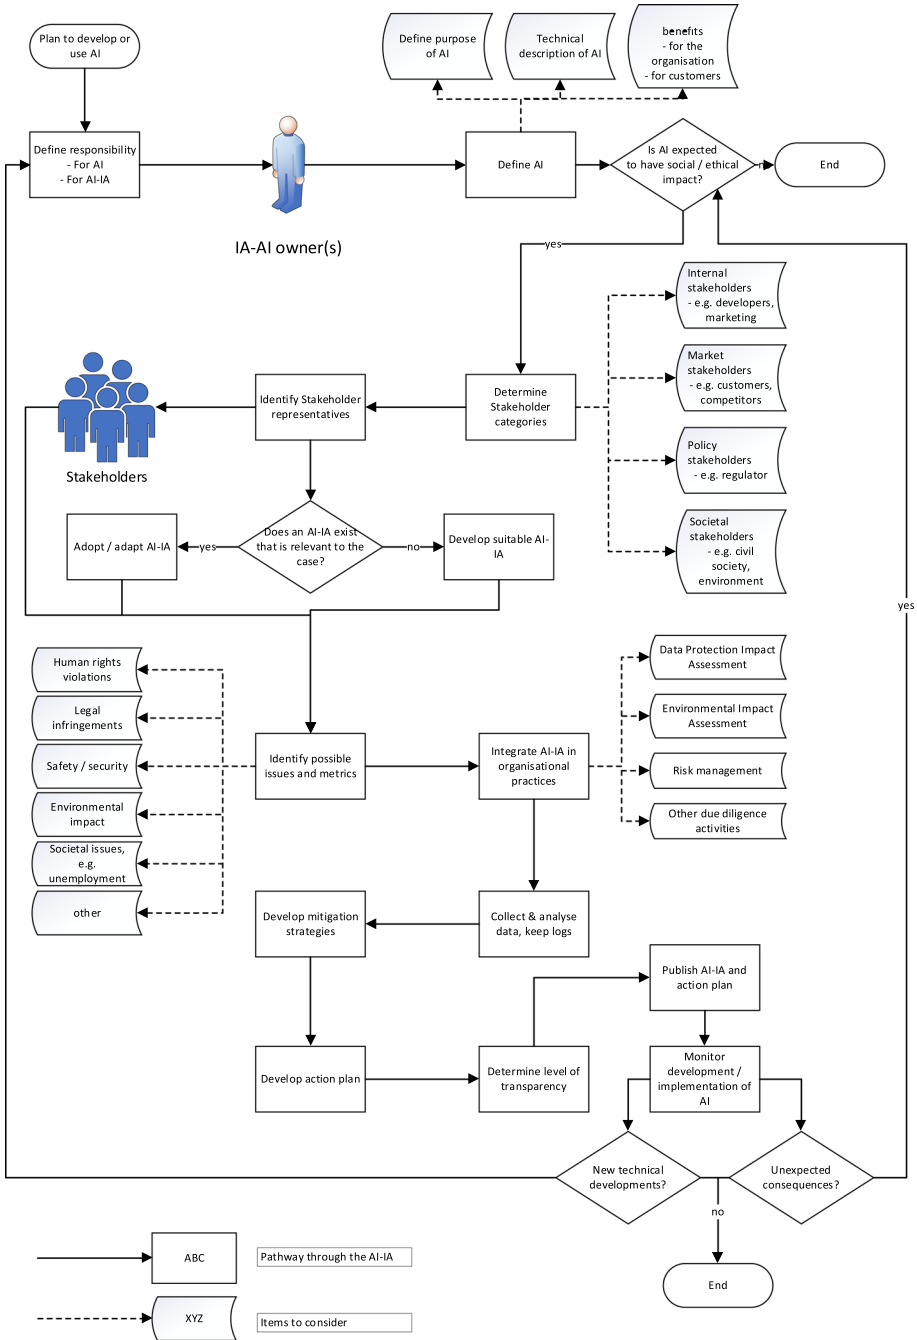 Plan to develop or
use AI
Define purpose
of AI
Technical
description of AI
benefits
- for the
organisation
- for customers
Define responsibility
- For AI
- For AI-IA
Define AI
Is AI expected
to have social / ethical
impact?
End
IA-AI owner(s)
yes
Internal
stakeholders
- e.g. developers,
marketing
Market
stakeholders
- e.g. customers,
competitors
Policy
stakeholders
- e.g. regulator
Societal
stakeholders
- e.g. civil
society,
environment
Determine
Stakeholder
categories
Identify Stakeholder
representatives
Stakeholders
Does an AI-IA exist
that is relevant to the
case?
yes
no
Adopt / adapt AI-IA
Develop suitable AI-
IA
yes
Human rights
violations
Legal
infringements
Safety / security
Environmental
impact
Societal issues,
e.g.
unemployment
other
Identify possible
issues and metrics
Integrate AI-IA in
organisational
practices
Data Protection Impact
Assessment
Environmental Impact
Assessment
Risk management
Other due diligence
activities
Develop mitigation
strategies
Collect & analyse
data, keep logs
Develop action plan
Determine level of
transparency
Publish AI-IA and
action plan
Monitor
development /
implementation of
AI
New technical
developments?
Unexpected
consequences?
no
End
ABC
Pathway through the AI-IA
XYZ
Items to consider